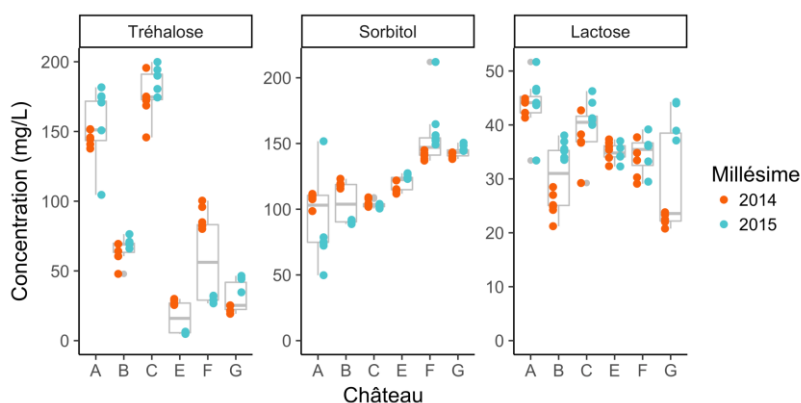 Tréhalose Sorbitol Lactose
Concentration (mg/L)
200
150
100
50
0
200
150
100
50
0
50
40
30
20
10
0
A B C E F G
A B C E F G
A B C E F G
Château
Millésime
2014
2015